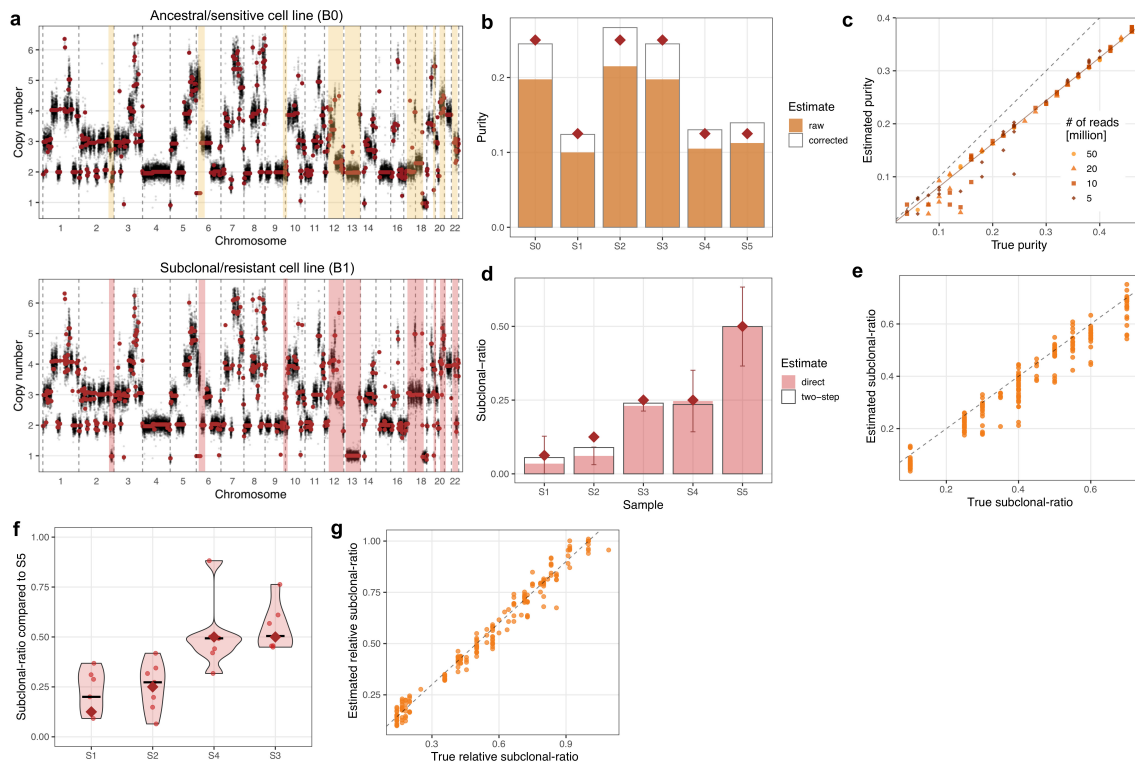 a
Ancestral/sensitive cell line (B0)
Copy number
6
5
4
3
2
1
1 2 3 4 5 6 7 8 9 10 11 12 13 14 16 18 20 22
Chromosome
Subclonal/resistant cell line (B1)
Copy number
6
5
4
3
2
1
1 2 3 4 5 6 7 8 9 10 11 12 13 14 16 18 20 22
Chromosome
b
Purity
0.2
0.1
0.0
S0 S1 S2 S3 S4 S5
Estimate
raw
corrected
c
Estimated purity
0.4
0.3
0.2
0.1
0.1 0.2 0.3 0.4
True purity
# of reads
[million]
50
20
10
5
d
Subclonal−ratio
0.50
0.25
0.00
S1 S2 S3 S4 S5
Sample
Estimate
direct
two−step
e
Estimated subclonal−ratio
0.6
0.4
0.2
0.2 0.4 0.6
True subclonal−ratio
f
Subclonal−ratio compared to S5
1.00
0.75
0.50
0.25
0.00
S1 S2 S4 S3
g
Estimated relative subclonal−ratio
1.00
0.75
0.50
0.25
0.3 0.6 0.9
True relative subclonal−ratio